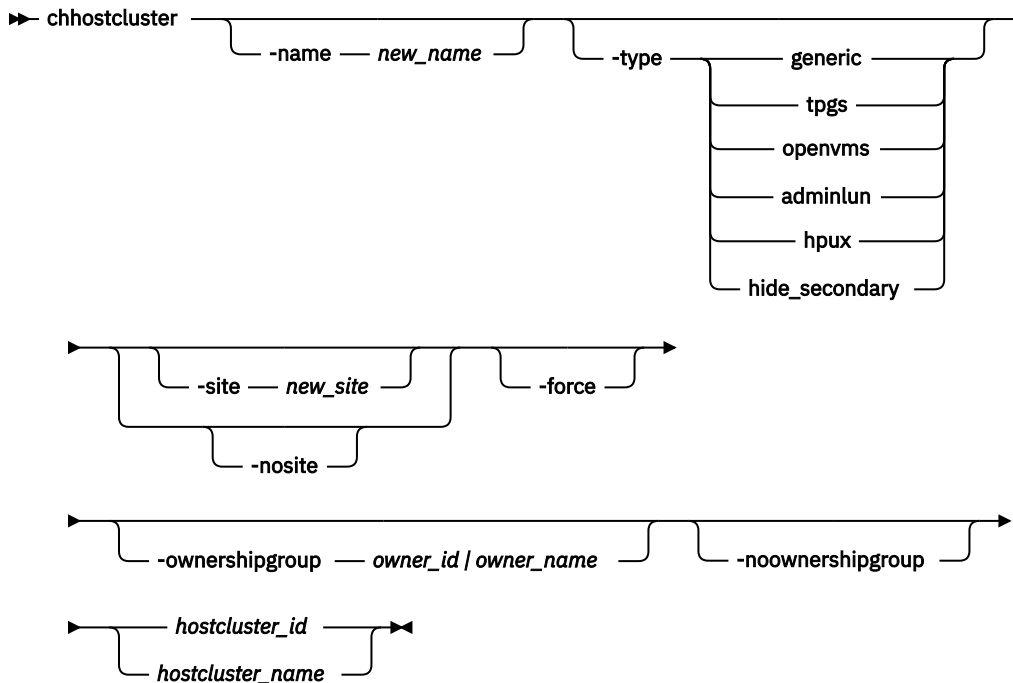 chhostcluster
-name new_name
-type generic
tpgs
openvms
adminlun
hpux
hide_secondary
-site new_site
-force
-nosite
-ownershipgroup owner_id | owner_name
-noownershipgroup
hostcluster_id
hostcluster_name